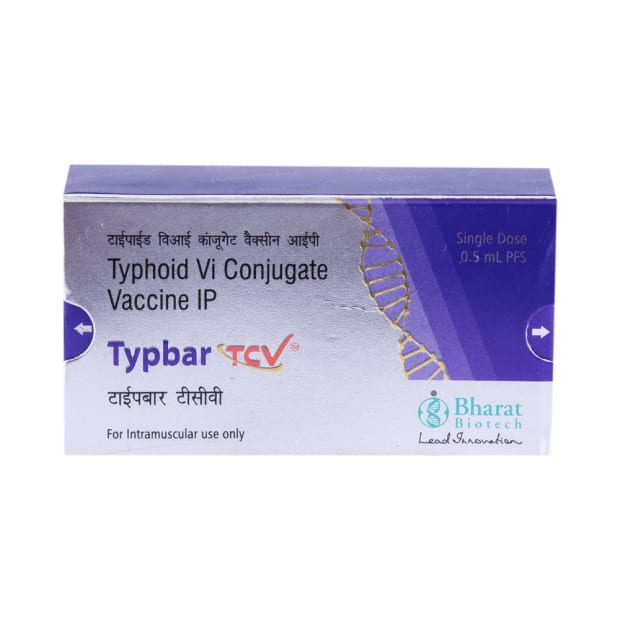 टाईपाईड विआई कांजूगेट वैक्सीन आईपी
Typhoid Vi Conjugate
Vaccine IP
Typbar TCV
टाईपबार टीसीवी
For Intramuscular use only
Single Dose
0.5 mL PFS
Bharat
Biotech
Lead Innovation